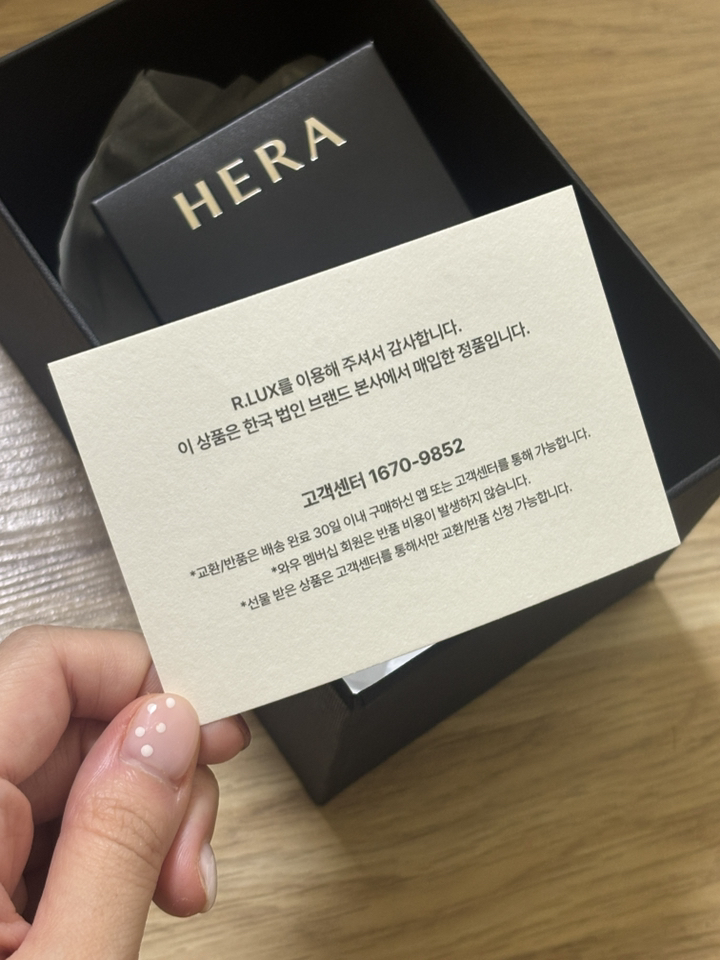 HERA
R.LUX를 이용해 주셔서 감사합니다.
이 상품은 한국 법인 브랜드 본사에서 매입한 정품입니다.
고객센터 1670-9852
*교환/반품은 배송 완료 30일 이내 구매하신 앱 또는 고객센터를 통해 가능합니다.
*와우 멤버십 회원은 반품 비용이 발생하지 않습니다.
*선물 받은 상품은 고객센터를 통해서만 교환/반품 신청 가능합니다.